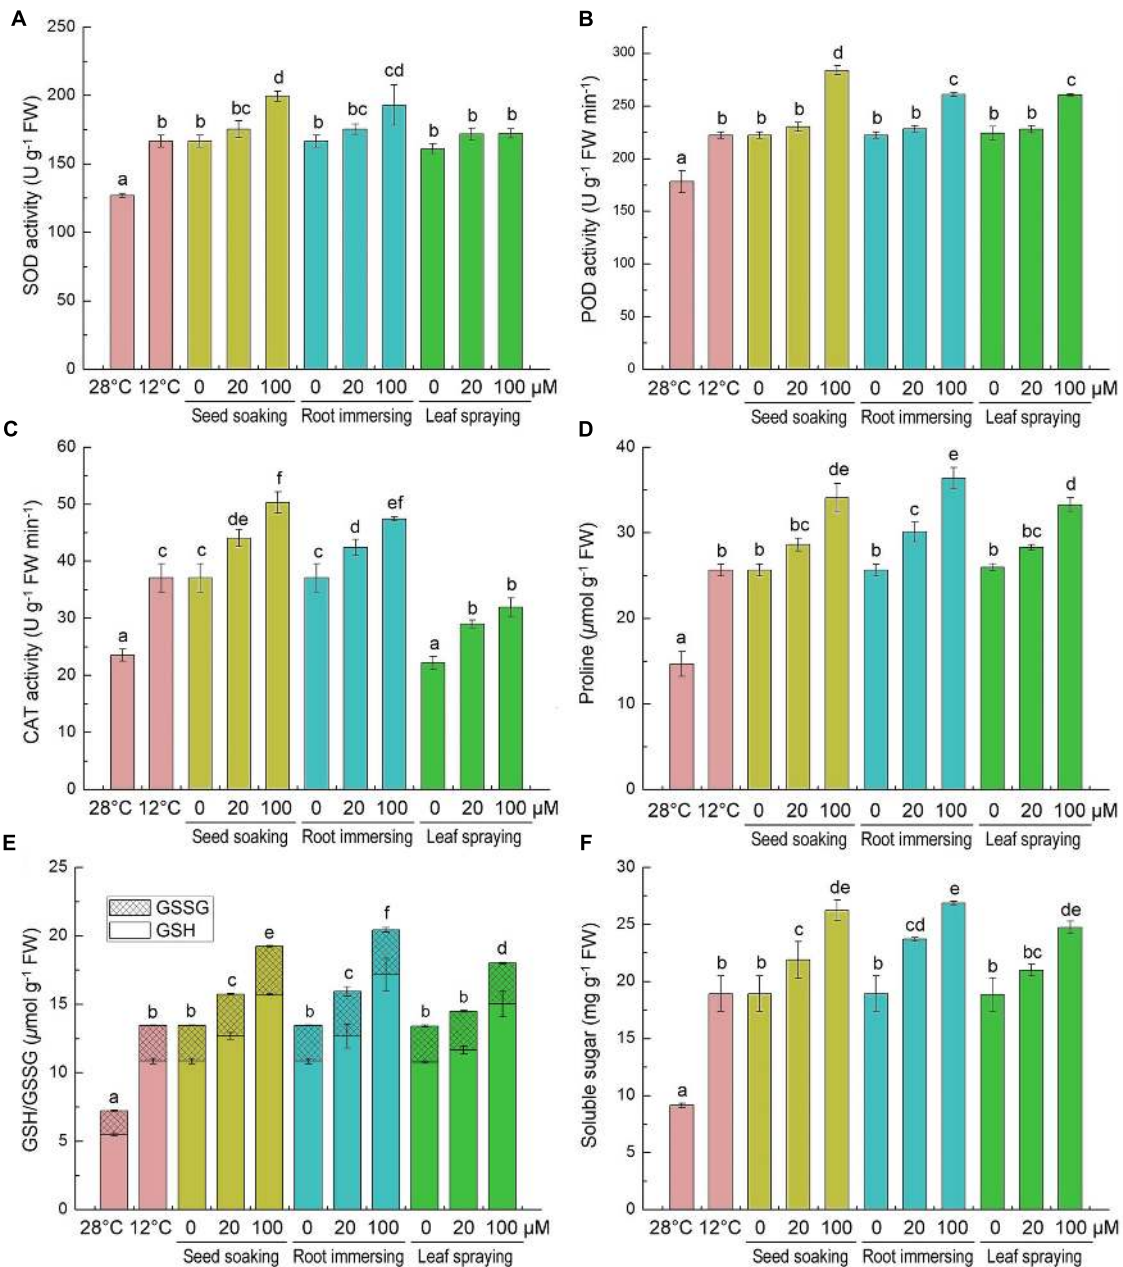 A
SOD activity (U g⁻¹ FW)
250
200
150
100
50
0
a
b
b
bc
d
b
bc
cd
b
b
b
28°C 12°C 0 20 100 0 20 100 0 20 100 µM
Seed soaking Root immersing Leaf spraying
B
POD activity (U g⁻¹ FW min⁻¹)
300
250
200
150
100
50
0
a
b
b
b
d
b
b
c
b
b
c
28°C 12°C 0 20 100 0 20 100 0 20 100 µM
Seed soaking Root immersing Leaf spraying
C
CAT activity (U g⁻¹ FW min⁻¹)
60
50
40
30
20
10
0
a
c
c
de
f
c
d
ef
a
b
b
28°C 12°C 0 20 100 0 20 100 0 20 100 µM
Seed soaking Root immersing Leaf spraying
D
Proline (µmol g⁻¹ FW)
40
30
20
10
0
a
b
b
bc
de
b
c
e
b
bc
d
28°C 12°C 0 20 100 0 20 100 0 20 100 µM
Seed soaking Root immersing Leaf spraying
E
GSH/GSSG (µmol g⁻¹ FW)
25
20
15
10
5
0
GSSG
GSH
a
b
b
c
e
b
c
f
b
b
d
28°C 12°C 0 20 100 0 20 100 0 20 100 µM
Seed soaking Root immersing Leaf spraying
F
Soluble sugar (mg g⁻¹ FW)
30
25
20
15
10
5
0
a
b
b
c
de
b
cd
e
b
bc
de
28°C 12°C 0 20 100 0 20 100 0 20 100 µM
Seed soaking Root immersing Leaf spraying